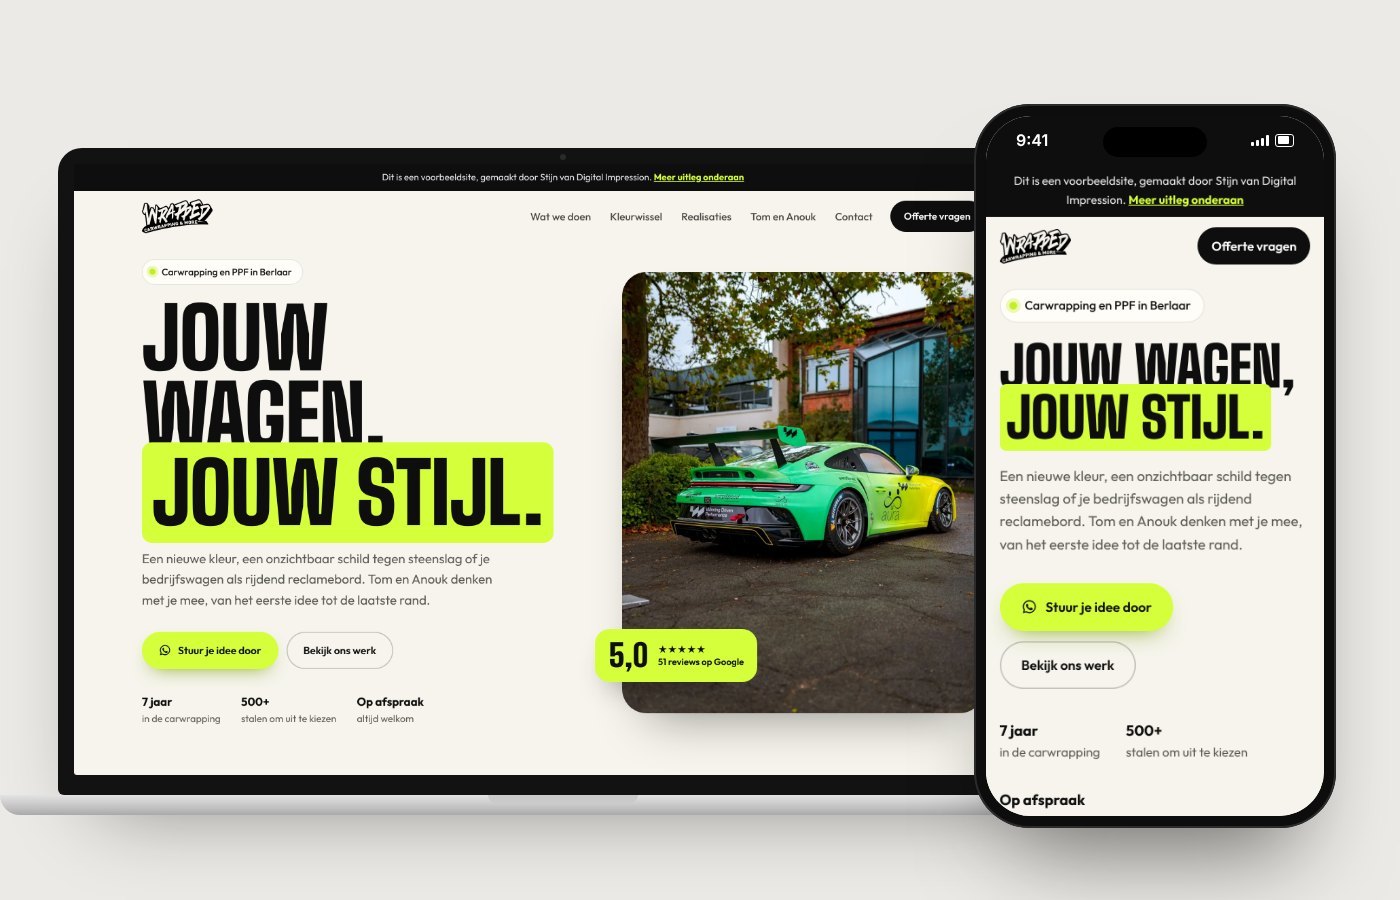 Dit is een voorbeeldsite, gemaakt door Stijn van Digital Impression. Meer uitleg onderaan
WRAPPED
CARWRAPPING & MORE
Wat we doen
Kleurwissel
Realisaties
Tom en Anouk
Contact
Offerte vragen
Carwrapping en PPF in Berlaar
JOUW
WAGEN,
JOUW STIJL.
Een nieuwe kleur, een onzichtbaar schild tegen steenslag of je
bedrijfswagen als rijdend reclamebord. Tom en Anouk denken
met je mee, van het eerste idee tot de laatste rand.
Stuur je idee door
Bekijk ons werk
7 jaar
in de carwrapping
500+
stalen om uit te kiezen
Op afspraak
altijd welkom
aura
5,0
★★★★★
51 reviews op Google
9:41
Dit is een voorbeeldsite, gemaakt door Stijn van Digital
Impression. Meer uitleg onderaan
WRAPPED
CARWRAPPING & MORE
Offerte vragen
Carwrapping en PPF in Berlaar
JOUW WAGEN,
JOUW STIJL.
Een nieuwe kleur, een onzichtbaar schild tegen
steenslag of je bedrijfswagen als rijdend
reclamebord. Tom en Anouk denken met je mee,
van het eerste idee tot de laatste rand.
Stuur je idee door
Bekijk ons werk
7 jaar
in de carwrapping
500+
stalen om uit te kiezen
Op afspraak